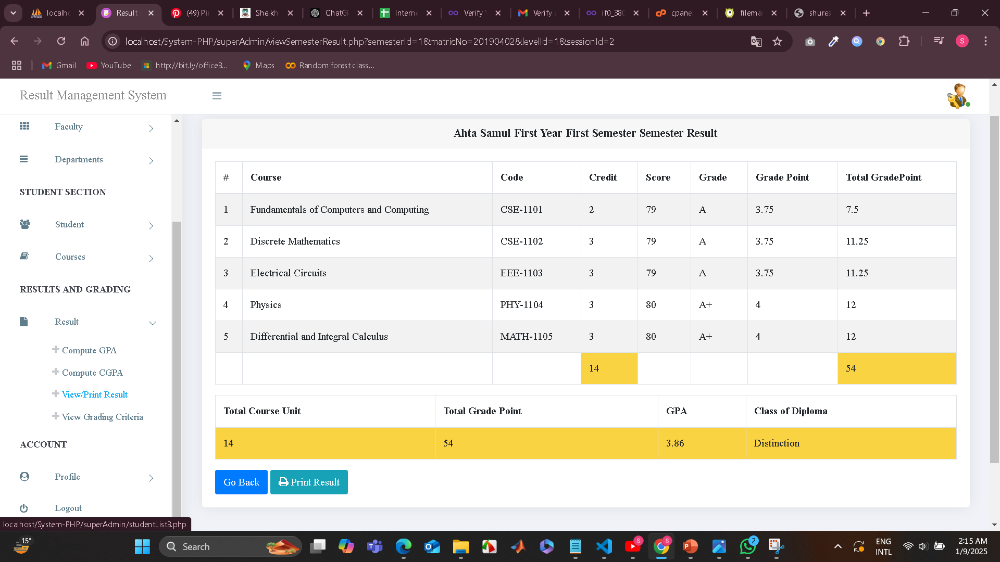 localho
Result
(49) Pin
Sheikh
ChatGP
Interne
Verify Y
Verify e
if0_380
cpanel
filema
shures
localhost/System-PHP/superAdmin/viewSemesterResult.php?semesterId=1&matricNo=20190402&levelId=1&sessionId=2
S
Gmail
YouTube
http://bit.ly/office3...
Maps
Random forest class...
Result Management System
Faculty
Departments
STUDENT SECTION
Student
Courses
RESULTS AND GRADING
Result
Compute GPA
Compute CGPA
View/Print Result
View Grading Criteria
ACCOUNT
Profile
Logout
Ahta Samul First Year First Semester Semester Result
# Course Code Credit Score Grade Grade Point Total GradePoint
1 Fundamentals of Computers and Computing CSE-1101 2 79 A 3.75 7.5
2 Discrete Mathematics CSE-1102 3 79 A 3.75 11.25
3 Electrical Circuits EEE-1103 3 79 A 3.75 11.25
4 Physics PHY-1104 3 80 A+ 4 12
5 Differential and Integral Calculus MATH-1105 3 80 A+ 4 12
14 54
Total Course Unit Total Grade Point GPA Class of Diploma
14 54 3.86 Distinction
Go Back
Print Result
localhost/System-PHP/superAdmin/studentList3.php
15°
Search
S
S
2
ENG
INTL
2:15 AM
1/9/2025